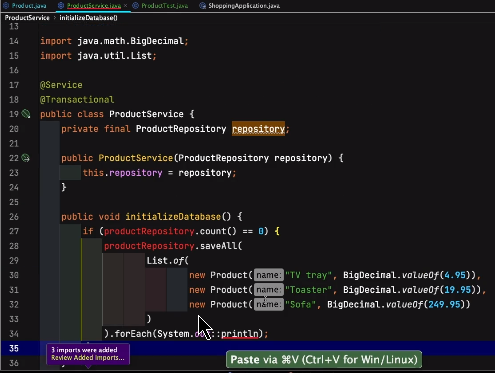 Product.java ProductService.java × ProductTest.java ShoppingApplication.java
ProductService › initializeDatabase()
13
14 import java.math.BigDecimal;
15 import java.util.List;
16
17 @Service
18 @Transactional
19 public class ProductService {
20 private final ProductRepository repository;
21
22 public ProductService(ProductRepository repository) {
23 this.repository = repository;
24 }
25
26 public void initializeDatabase() {
27 if (productRepository.count() == 0) {
28 productRepository.saveAll(
29 List.of(
30 new Product( name: "TV tray", BigDecimal.valueOf(4.95)),
31 new Product( name: "Toaster", BigDecimal.valueOf(19.95)),
32 new Product( name: "Sofa", BigDecimal.valueOf(249.95))
33 )
34 ).forEach(System.out::println);
35
36
3 imports were added
Review Added Imports...
Paste via ⌘V (Ctrl+V for Win/Linux)